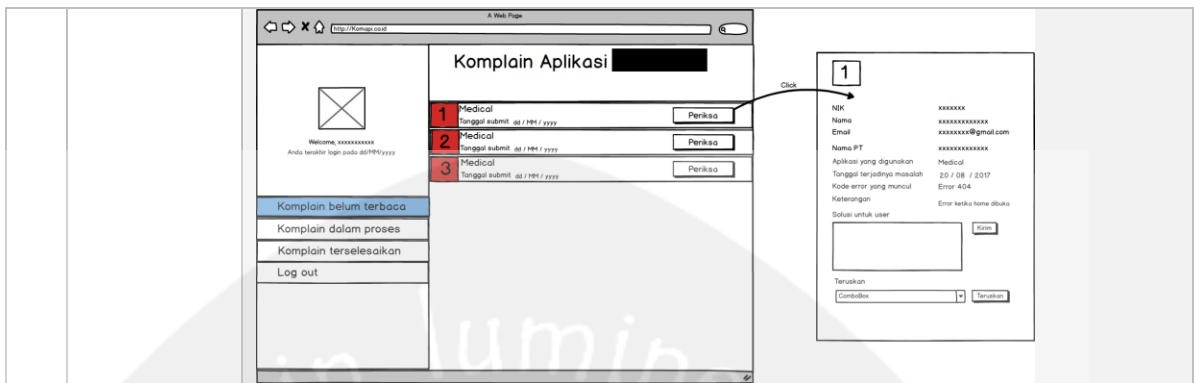 A Web Page
http://Komapi.co.id
Komplain Aplikasi
Welcome, xxxxxxxxxxx
Anda terakhir login pada dd/MM/yyyy
Komplain belum terbaca
Komplain dalam proses
Komplain terselesaikan
Log out
1 Medical
Tanggal submit dd / MM / yyyy
Periksa
2 Medical
Tanggal submit dd / MM / yyyy
Periksa
3 Medical
Tanggal submit dd / MM / yyyy
Periksa
Click
1
NIK xxxxxxx
Nama xxxxxxxxxxxxx
Email xxxxxxxx@gmail.com
Nama PT xxxxxxxxxxxxx
Aplikasi yang digunakan Medical
Tanggal terjadinya masalah 20 / 08 / 2017
Kode error yang muncul Error 404
Keterangan Error ketika home dibuka
Solusi untuk user
Kirim
Teruskan
ComboBox Teruskan
in lumine